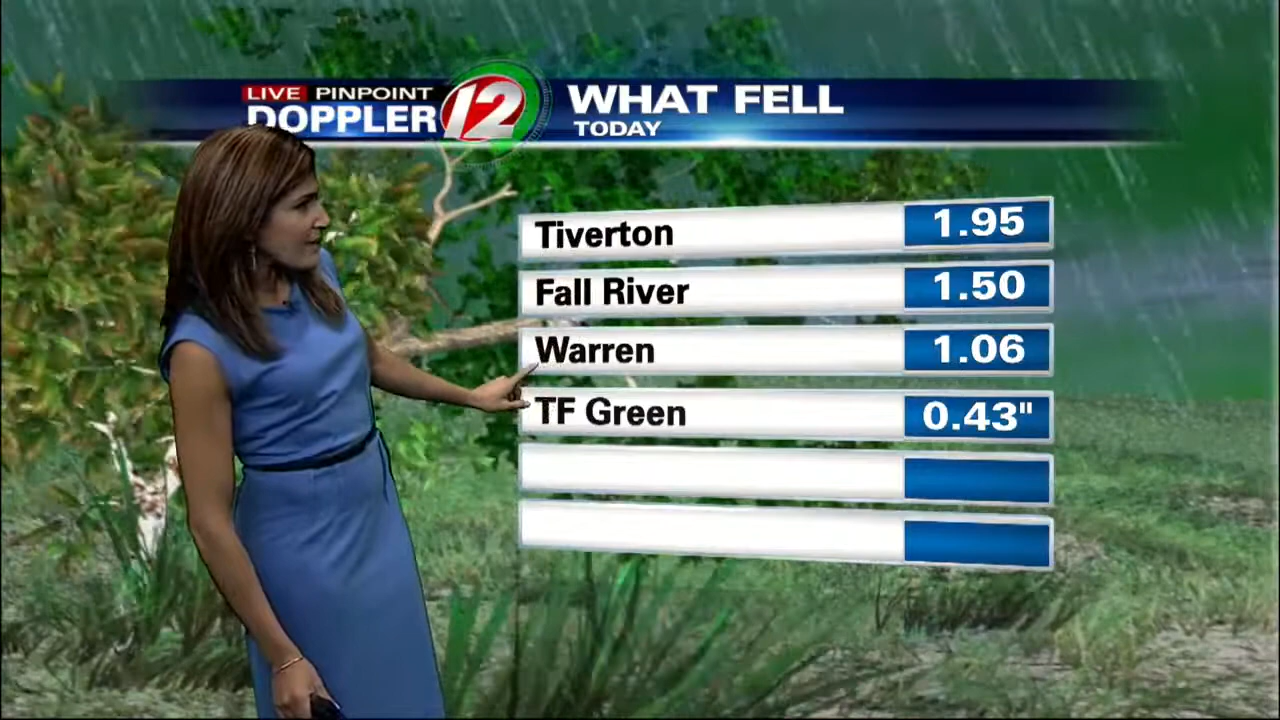 LIVE PINPOINT
DOPPLER 12
WHAT FELL
TODAY
Tiverton 1.95
Fall River 1.50
Warren 1.06
TF Green 0.43"